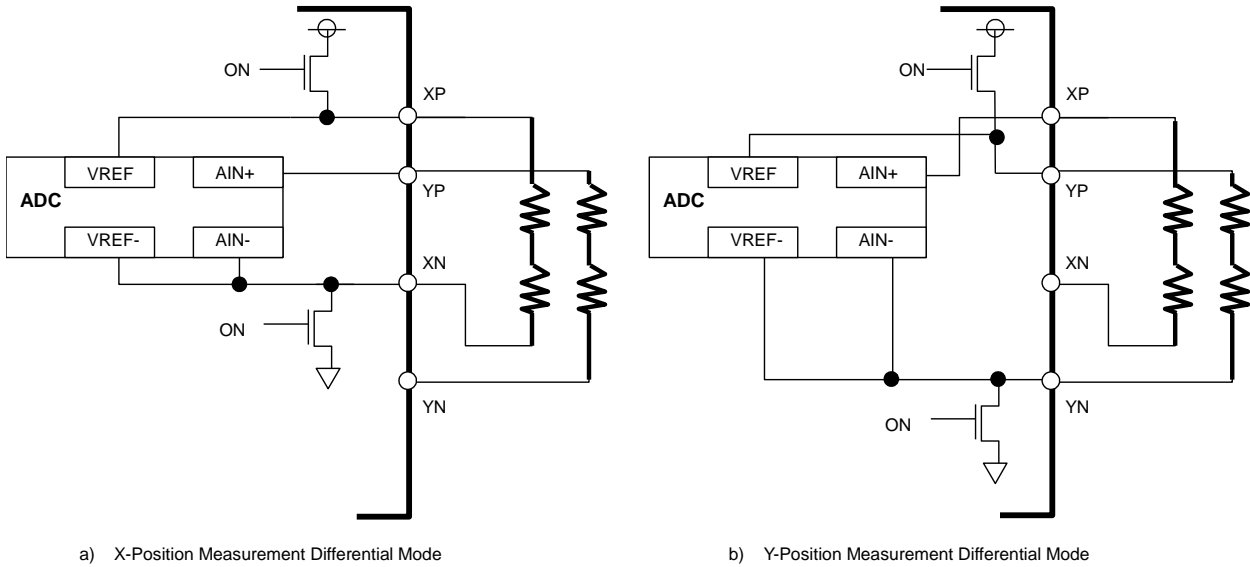 ON
XP
VREF
AIN+
ADC
YP
VREF-
AIN-
XN
ON
YN
a) X-Position Measurement Differential Mode
ON
XP
VREF
AIN+
ADC
YP
VREF-
AIN-
XN
ON
YN
b) Y-Position Measurement Differential Mode